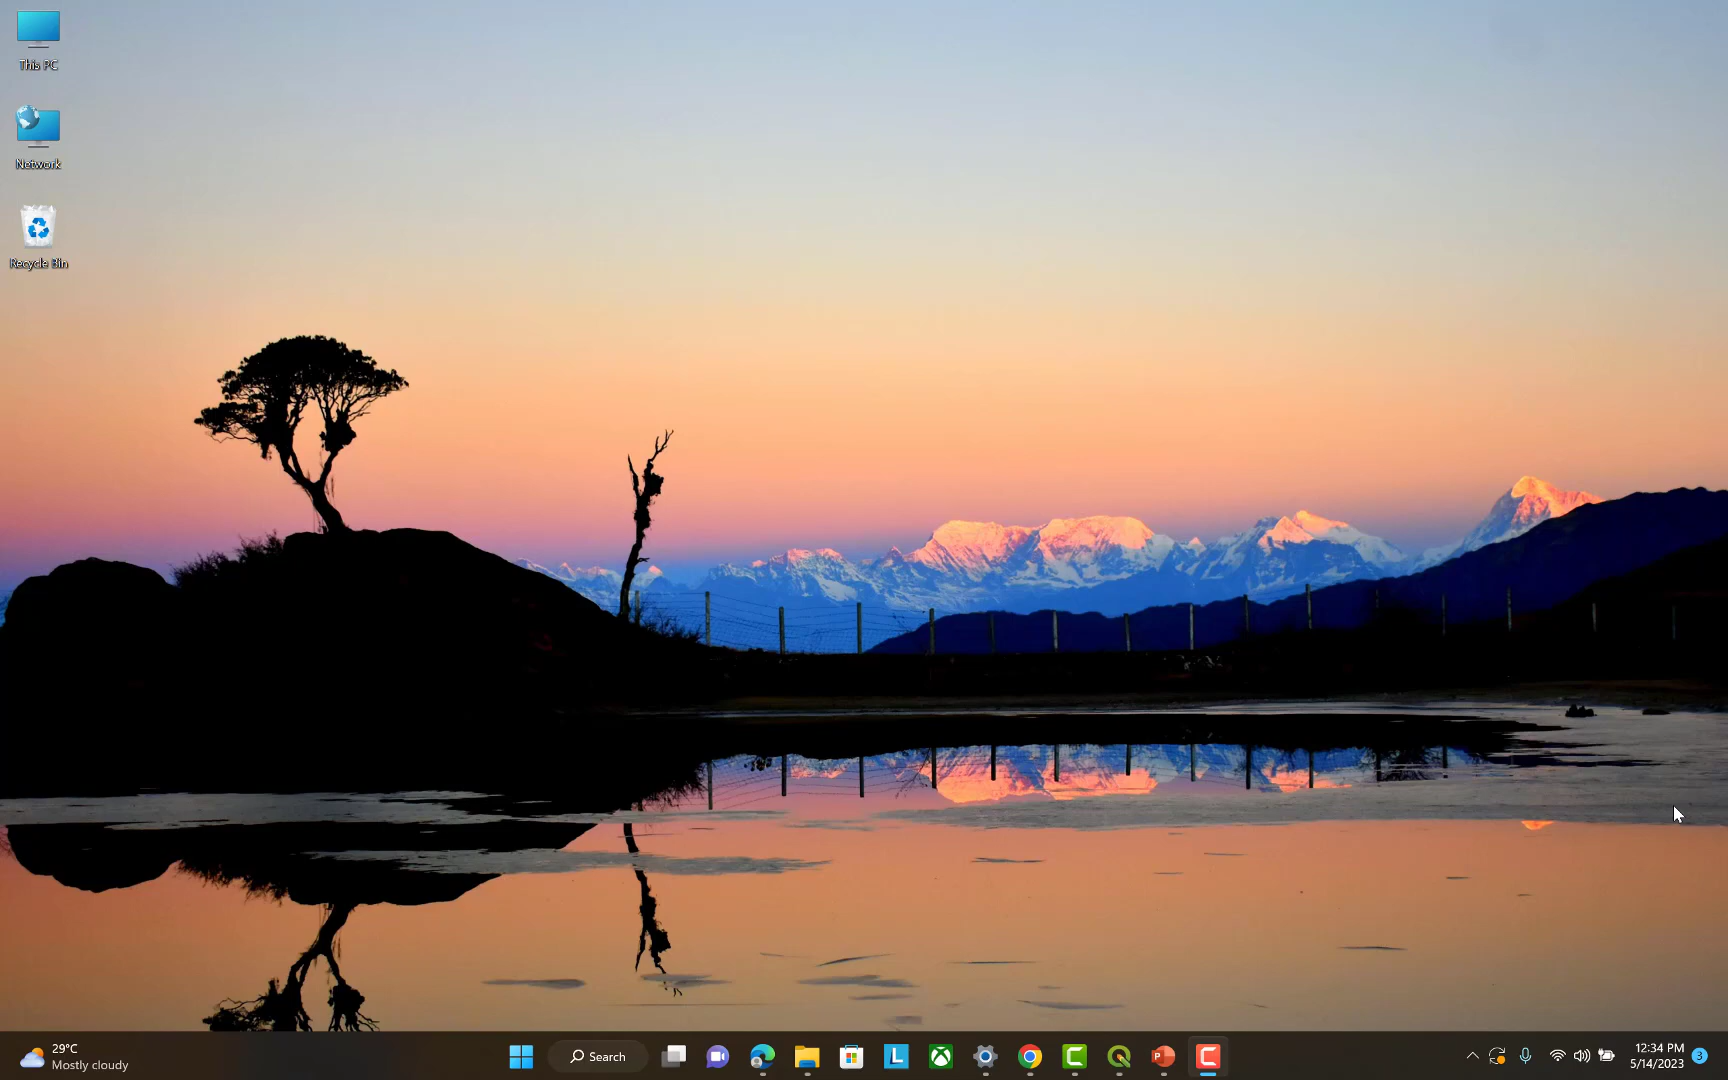 This PC
Network
Recycle Bin
29°C
Mostly cloudy
Search
L
C
P
C
12:34 PM
5/14/2023
3